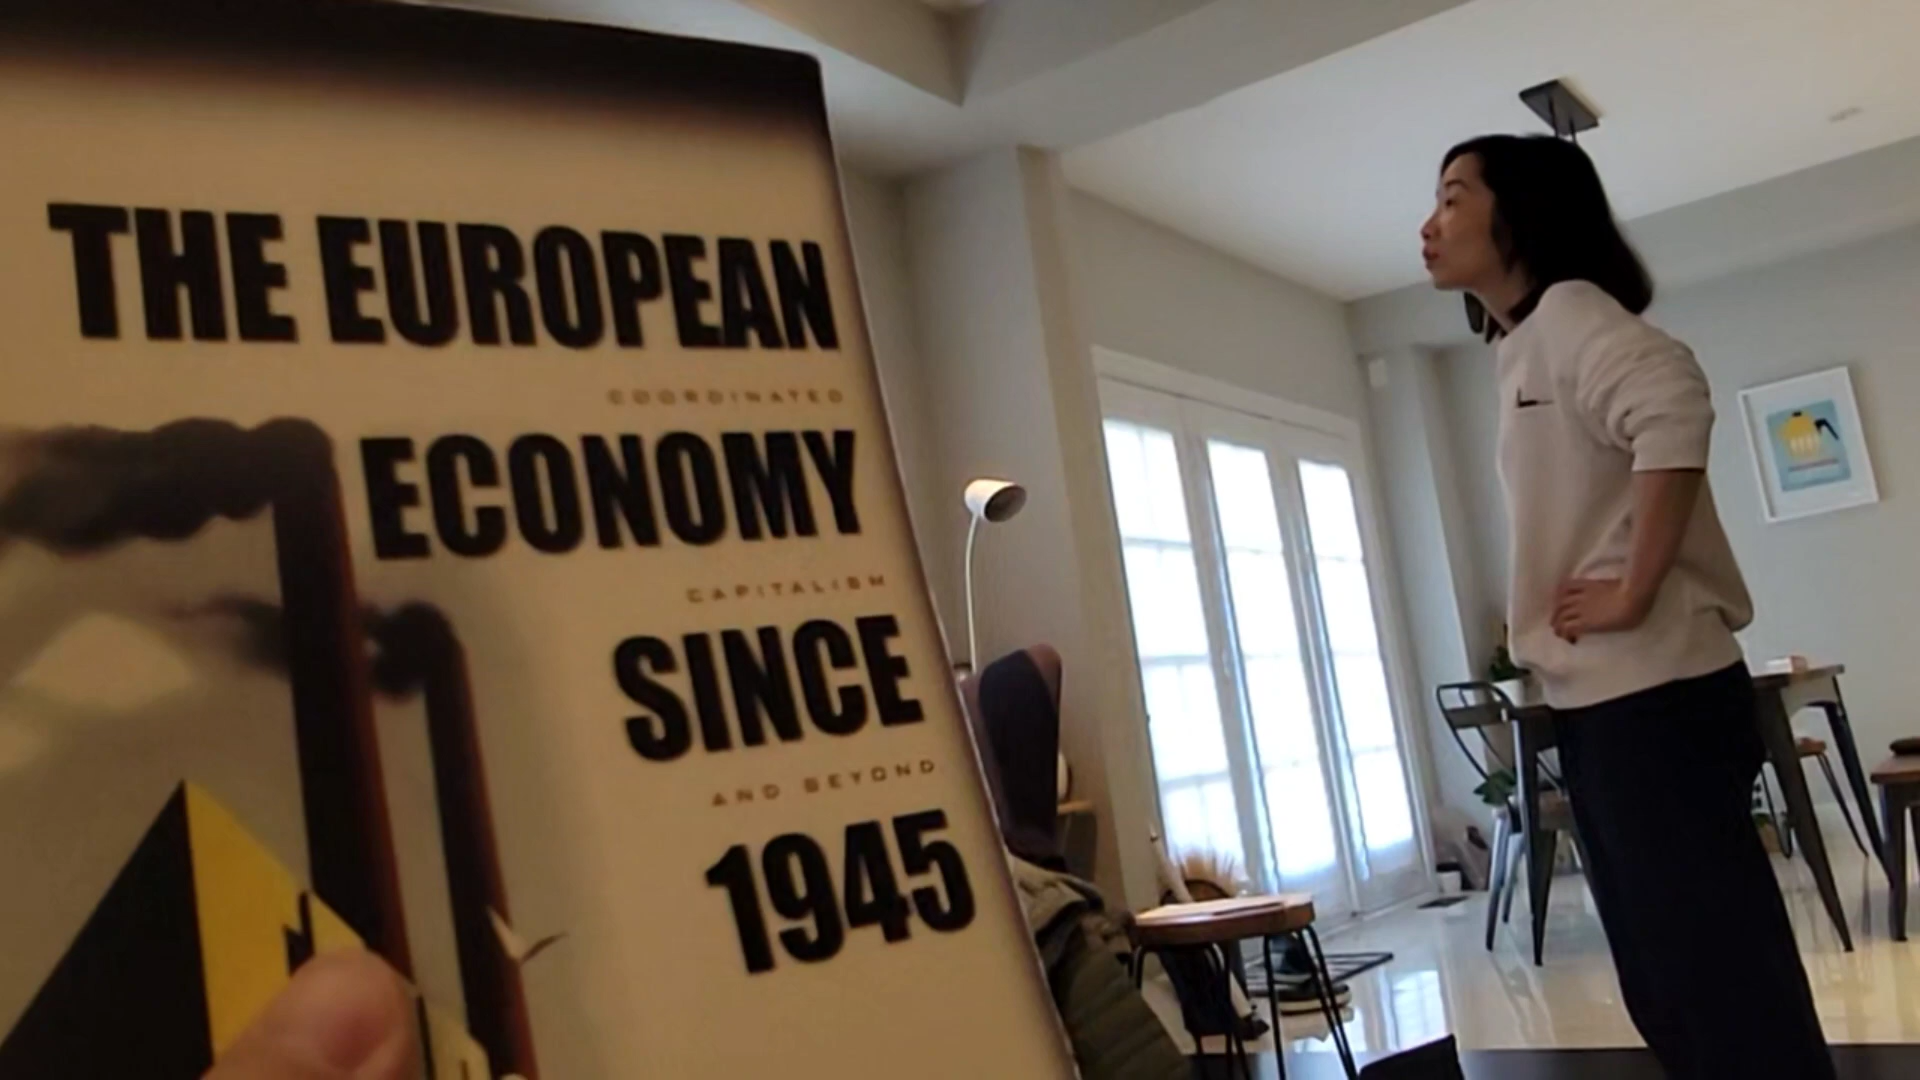 THE EUROPEAN
COORDINATED
ECONOMY
CAPITALISM
SINCE
AND BEYOND
1945